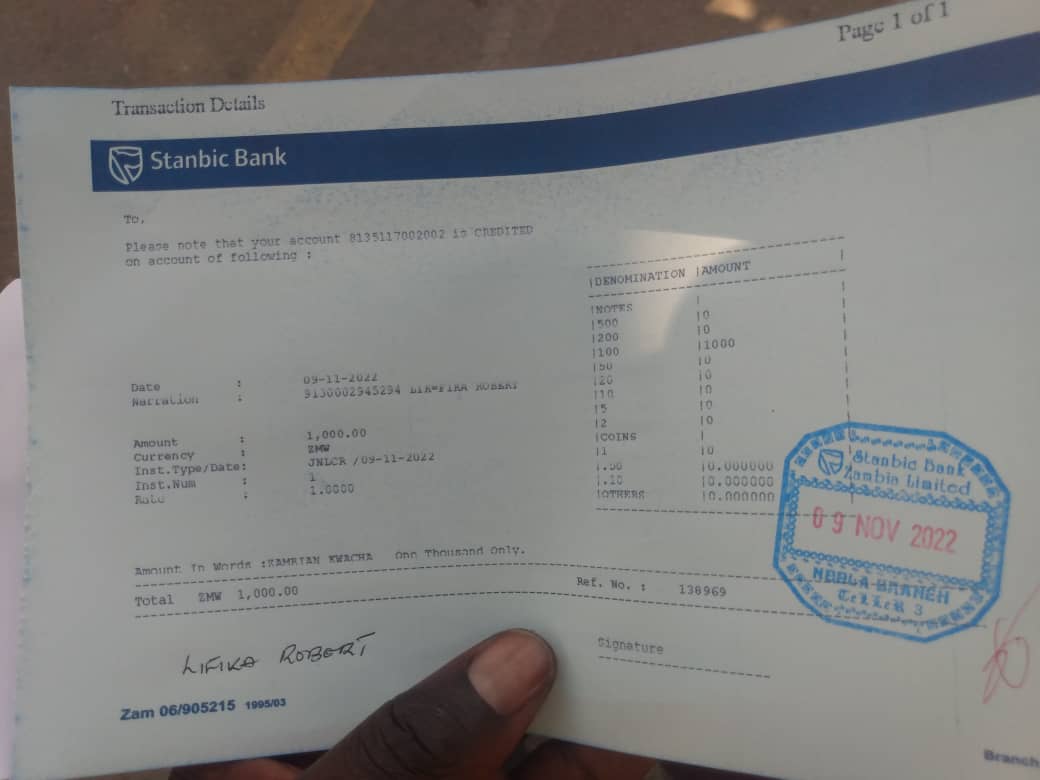 Page 1 of 1
Transaction Details
Stanbic Bank
To,
Please note that your account 8135117002002 is CREDITED
on account of following :
|DENOMINATION |AMOUNT |
|NOTES |
|500 |0
|200 |0
|100 |1000
|50 |0
|20 |0
|10 |0
|5 |0
|2 |0
|COINS |
|1 |0
|.50 |0.000000
|.10 |0.000000
|OTHERS |0.000000
Date : 09-11-2022
Narration : 9130002945294 ROBERT
Amount : 1,000.00
Currency : ZMW
Inst.Type/Date: JNLCR /09-11-2022
Inst.Num : 1
Rate : 1.0000
Amount In Words :ZAMBIAN KWACHA One Thousand Only.
Total ZMW 1,000.00
Ref. No. : 138969
LIFIKA ROBERT
Signature
Zam 06/905215 1995/03
Stanbic Bank
Zambia Limited
09 NOV 2022
NDOLA BRANCH
TELLER 3
Branch